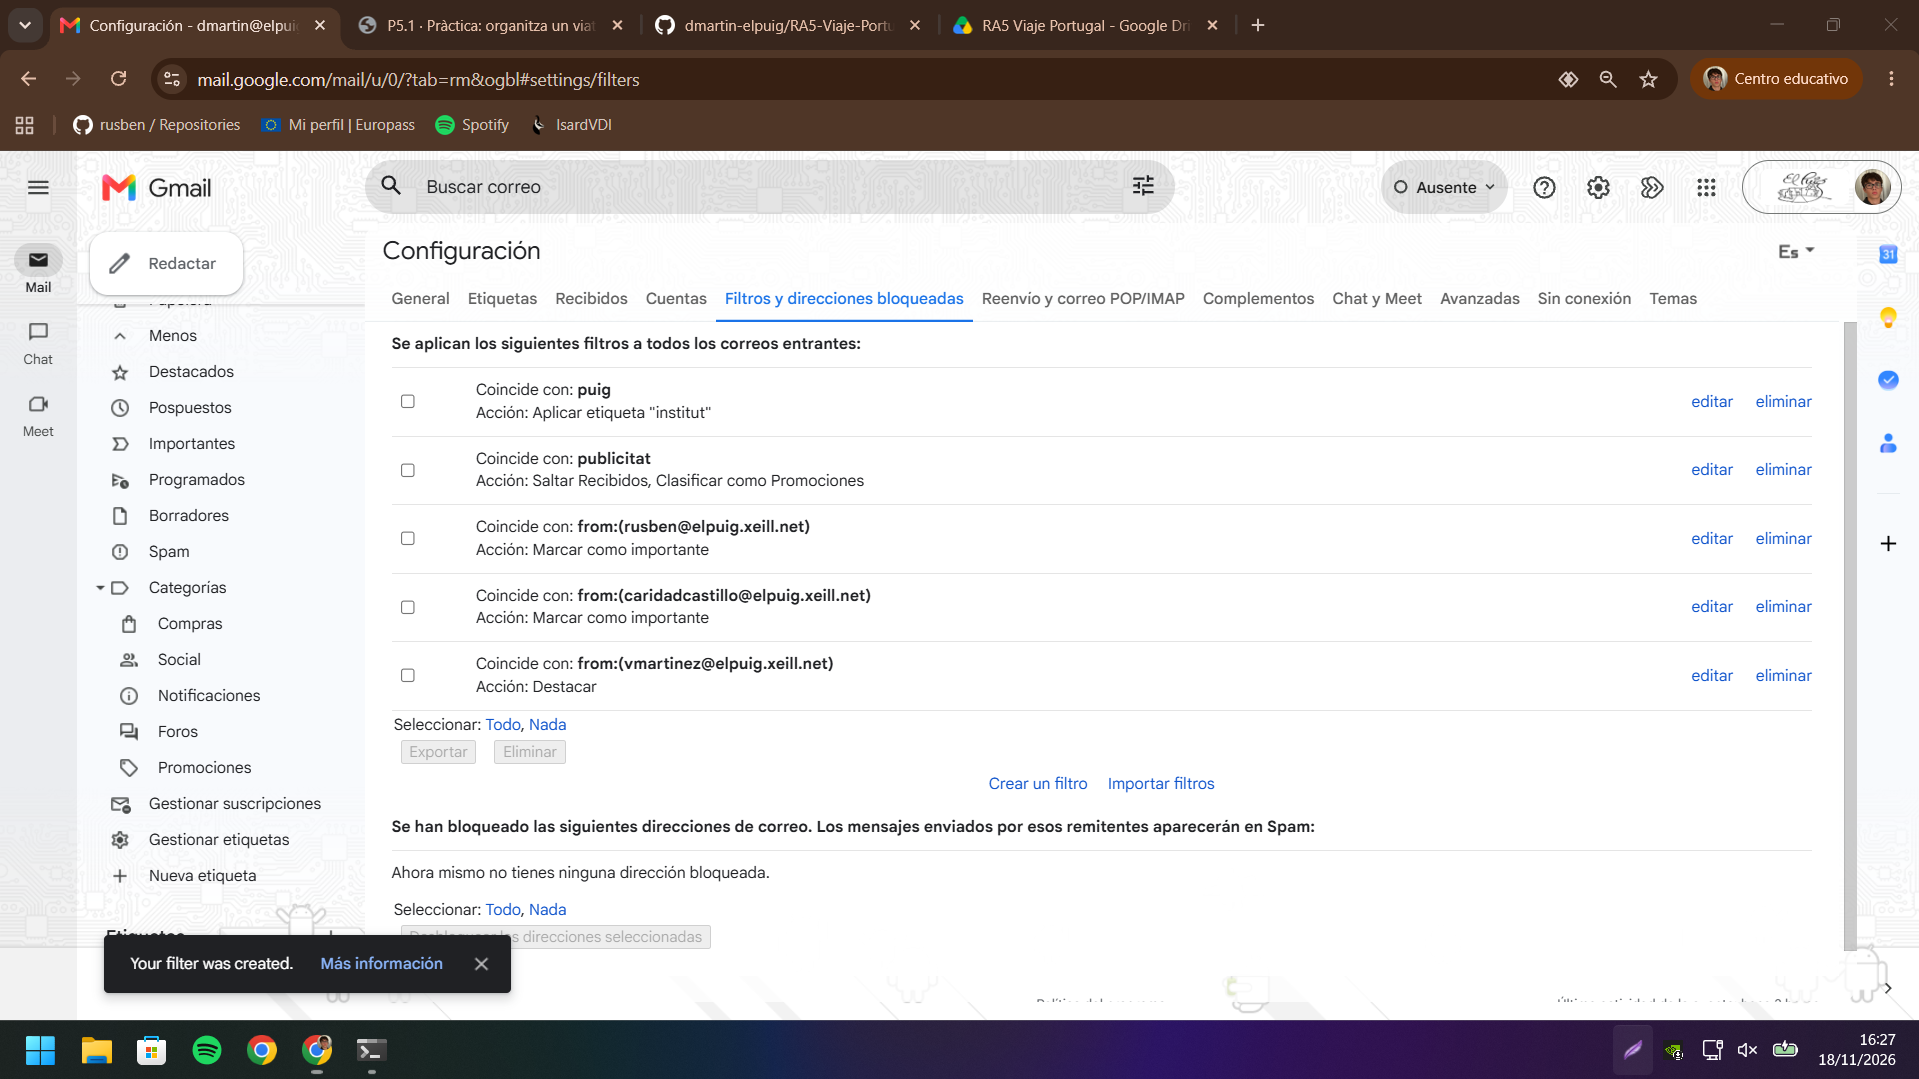 Configuración - dmartin@elpuig
P5.1 · Pràctica: organitza un viat
dmartin-elpuig/RA5-Viaje-Portu
RA5 Viaje Portugal - Google Dri
mail.google.com/mail/u/0/?tab=rm&ogbl#settings/filters
Centro educativo
rusben / Repositories
Mi perfil | Europass
Spotify
IsardVDI
Gmail
Buscar correo
Ausente
El Puig
Mail
Chat
Meet
Redactar
Papelera
Menos
Destacados
Pospuestos
Importantes
Programados
Borradores
Spam
Categorías
Compras
Social
Notificaciones
Foros
Promociones
Gestionar suscripciones
Gestionar etiquetas
Nueva etiqueta
Etiquetas
Configuración
Es
General
Etiquetas
Recibidos
Cuentas
Filtros y direcciones bloqueadas
Reenvío y correo POP/IMAP
Complementos
Chat y Meet
Avanzadas
Sin conexión
Temas
Se aplican los siguientes filtros a todos los correos entrantes:
Coincide con: puig
Acción: Aplicar etiqueta "institut"
editar eliminar
Coincide con: publicitat
Acción: Saltar Recibidos, Clasificar como Promociones
editar eliminar
Coincide con: from:(rusben@elpuig.xeill.net)
Acción: Marcar como importante
editar eliminar
Coincide con: from:(caridadcastillo@elpuig.xeill.net)
Acción: Marcar como importante
editar eliminar
Coincide con: from:(vmartinez@elpuig.xeill.net)
Acción: Destacar
editar eliminar
Seleccionar: Todo, Nada
Exportar Eliminar
Crear un filtro Importar filtros
Se han bloqueado las siguientes direcciones de correo. Los mensajes enviados por esos remitentes aparecerán en Spam:
Ahora mismo no tienes ninguna dirección bloqueada.
Seleccionar: Todo, Nada
direcciones seleccionadas
Your filter was created. Más información
31
16:27
18/11/2026